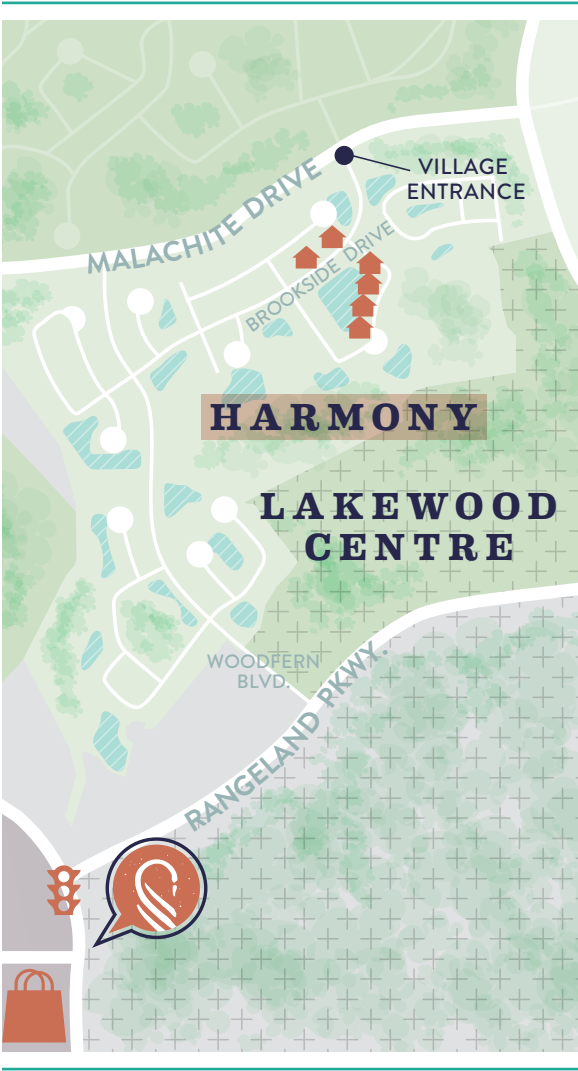 VILLAGE
ENTRANCE
MALACHITE DRIVE
BROOKSIDE DRIVE
HARMONY
LAKEWOOD
CENTRE
WOODFERN
BLVD.
RANGELAND PKWY.